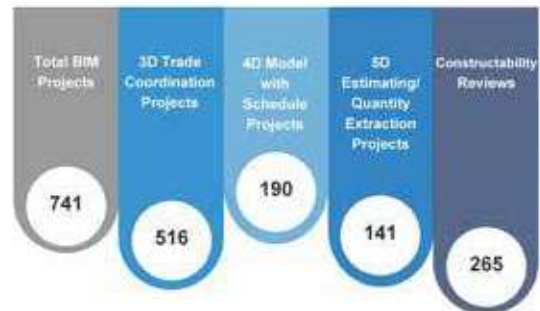 Total BIM
Projects
741
3D Trade
Coordination
Projects
516
4D Model
with
Schedule
Projects
190
5D
Estimating/
Quantity
Extraction
Projects
141
Constructability
Reviews
265